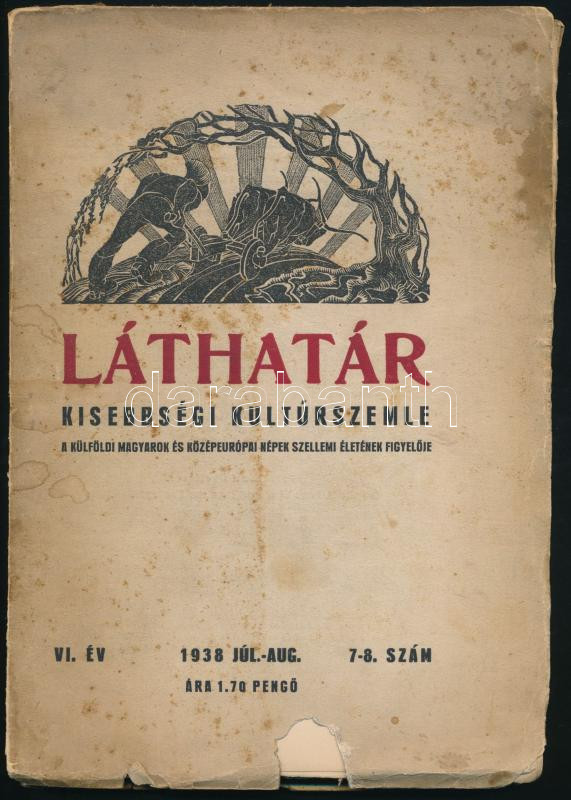 LÁTHATÁR
darabanth
KISEBBSÉGI KULTÚRSZEMLE
A KÜLFÖLDI MAGYAROK ÉS KÖZÉPEURÓPAI NÉPEK SZELLEMI ÉLETÉNEK FIGYELŐJE
VI. ÉV 1938 JÚL.-AUG. 7-8. SZÁM
ÁRA 1.70 PENGŐ